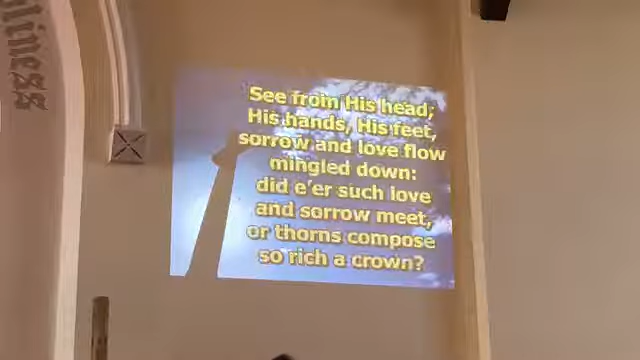 liness
See from His head,
His hands, His feet,
sorrow and love flow
mingled down:
did e'er such love
and sorrow meet,
or thorns compose
so rich a crown?